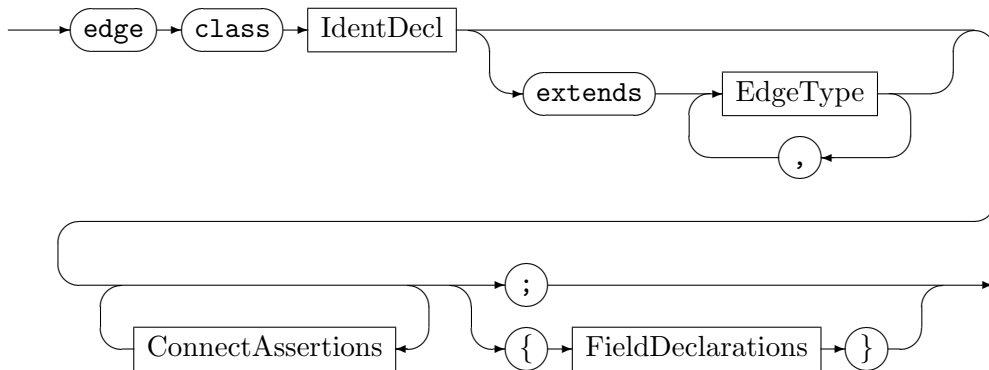 edge class IdentDecl
extends EdgeType
,
;
ConnectAssertions { FieldDeclarations }